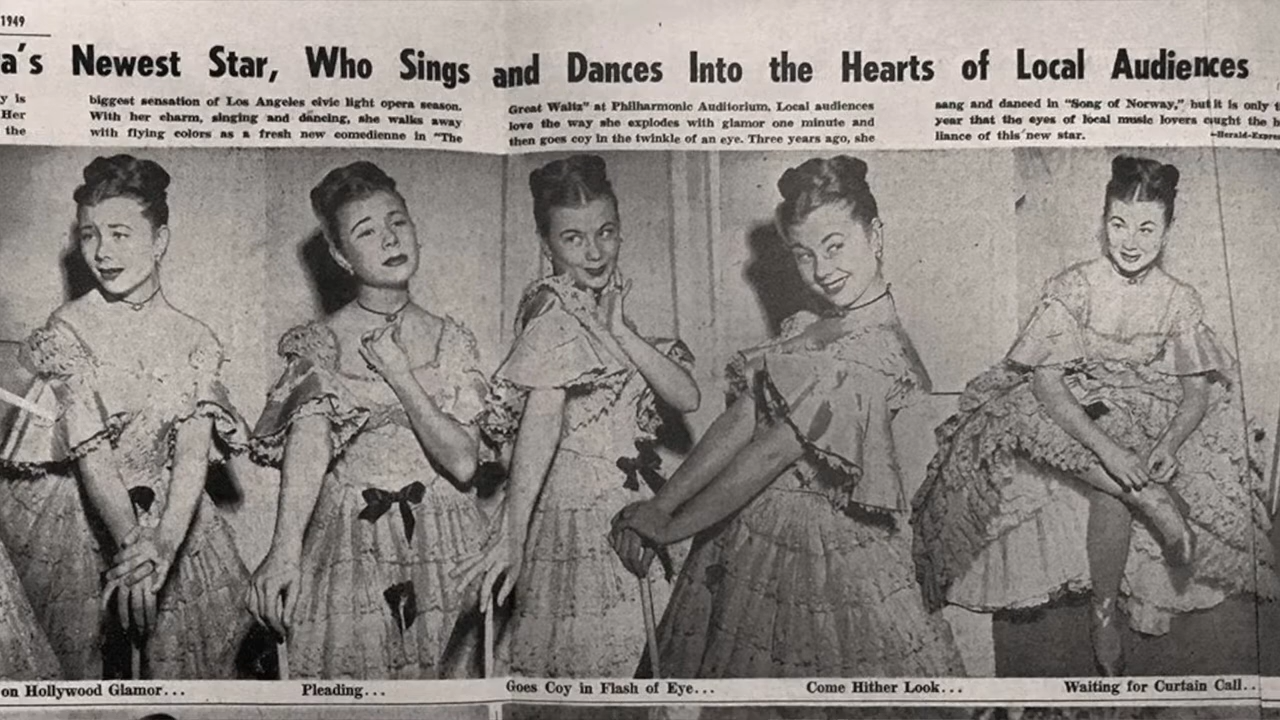 1949
a's Newest Star, Who Sings and Dances Into the Hearts of Local Audiences
y is
Her
the
biggest sensation of Los Angeles civic light opera season.
With her charm, singing and dancing, she walks away
with flying colors as a fresh new comedienne in "The
Great Waltz" at Philharmonic Auditorium. Local audiences
love the way she explodes with glamor one minute and
then goes coy in the twinkle of an eye. Three years ago, she
sang and danced in "Song of Norway," but it is only
year that the eyes of local music lovers caught the
liance of this new star.
—Herald-Expre
on Hollywood Glamor...
Pleading...
Goes Coy in Flash of Eye...
Come Hither Look...
Waiting for Curtain Call..